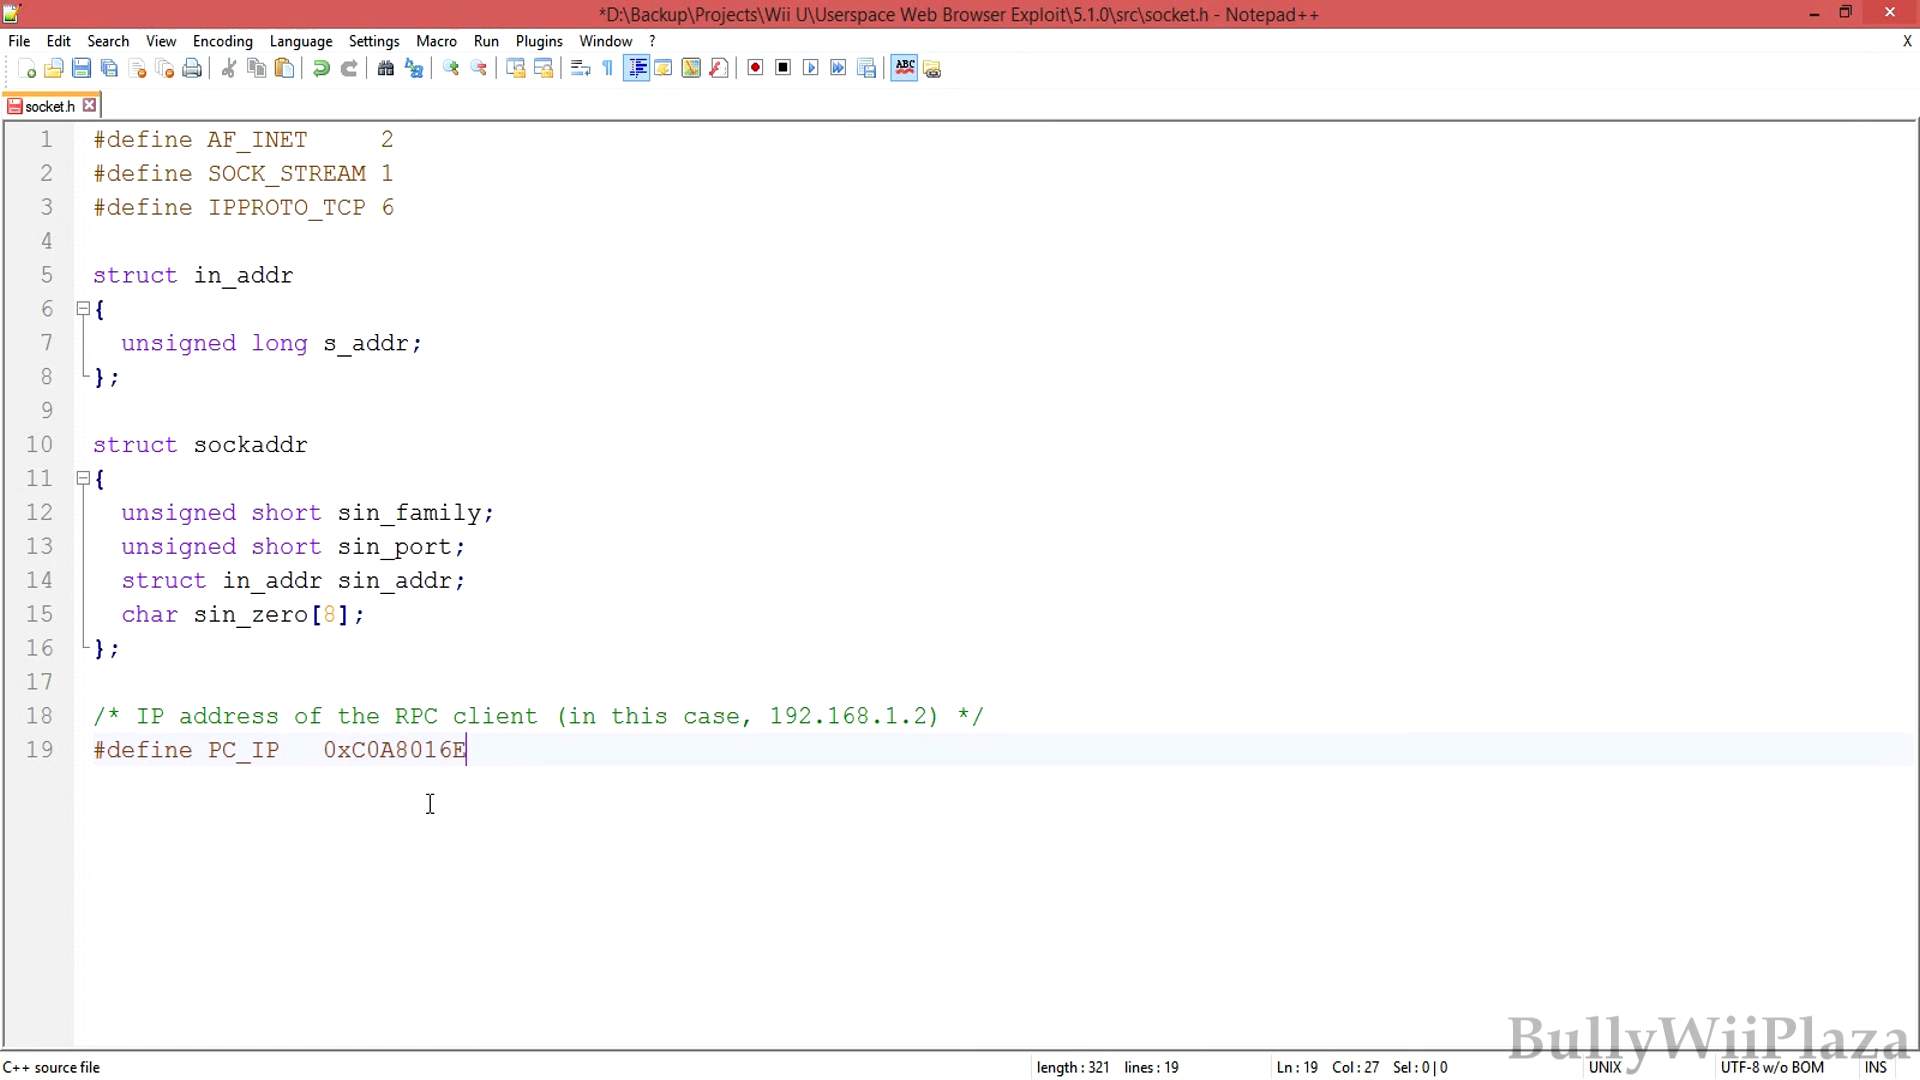 *D:\Backup\Projects\Wii U\Userspace Web Browser Exploit\5.1.0\src\socket.h - Notepad++
File Edit Search View Encoding Language Settings Macro Run Plugins Window ? X
ABC
socket.h
1 #define AF_INET     2
2 #define SOCK_STREAM 1
3 #define IPPROTO_TCP 6
4
5 struct in_addr
6 {
7   unsigned long s_addr;
8 };
9
10 struct sockaddr
11 {
12   unsigned short sin_family;
13   unsigned short sin_port;
14   struct in_addr sin_addr;
15   char sin_zero[8];
16 };
17
18 /* IP address of the RPC client (in this case, 192.168.1.2) */
19 #define PC_IP   0xC0A8016E
BullyWiiPlaza
C++ source file length : 321 lines : 19 Ln : 19 Col : 27 Sel : 0 | 0 UNIX UTF-8 w/o BOM INS